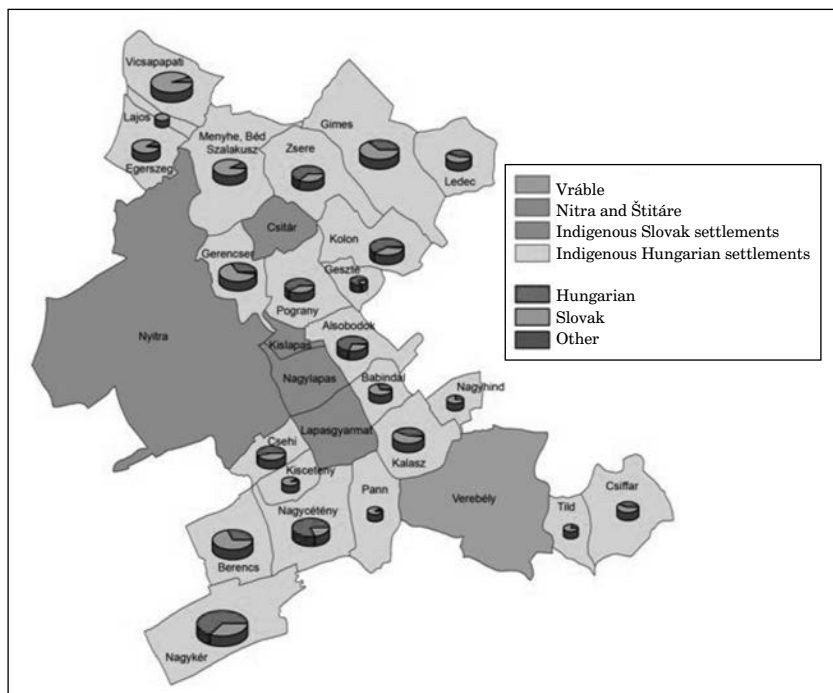 Vicsapapati
Lajos
Egerszeg
Menyhe, Béd
Szalakusz
Zsere
Gimes
Ledec
Csitár
Kolon
Gerencser
Geszte
Pograny
Nyitra
Alsobodok
Kislapas
Nagylapas
Babindal
Nagyhind
Lapasgyarmat
Csehi
Kalasz
Kiscetény
Pann
Nagycétény
Verebély
Tild
Csiffar
Berencs
Nagykér
Vráble
Nitra and Štitáre
Indigenous Slovak settlements
Indigenous Hungarian settlements
Hungarian
Slovak
Other